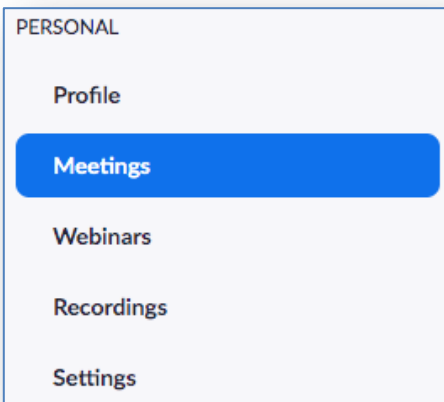 PERSONAL
Profile
Meetings
Webinars
Recordings
Settings